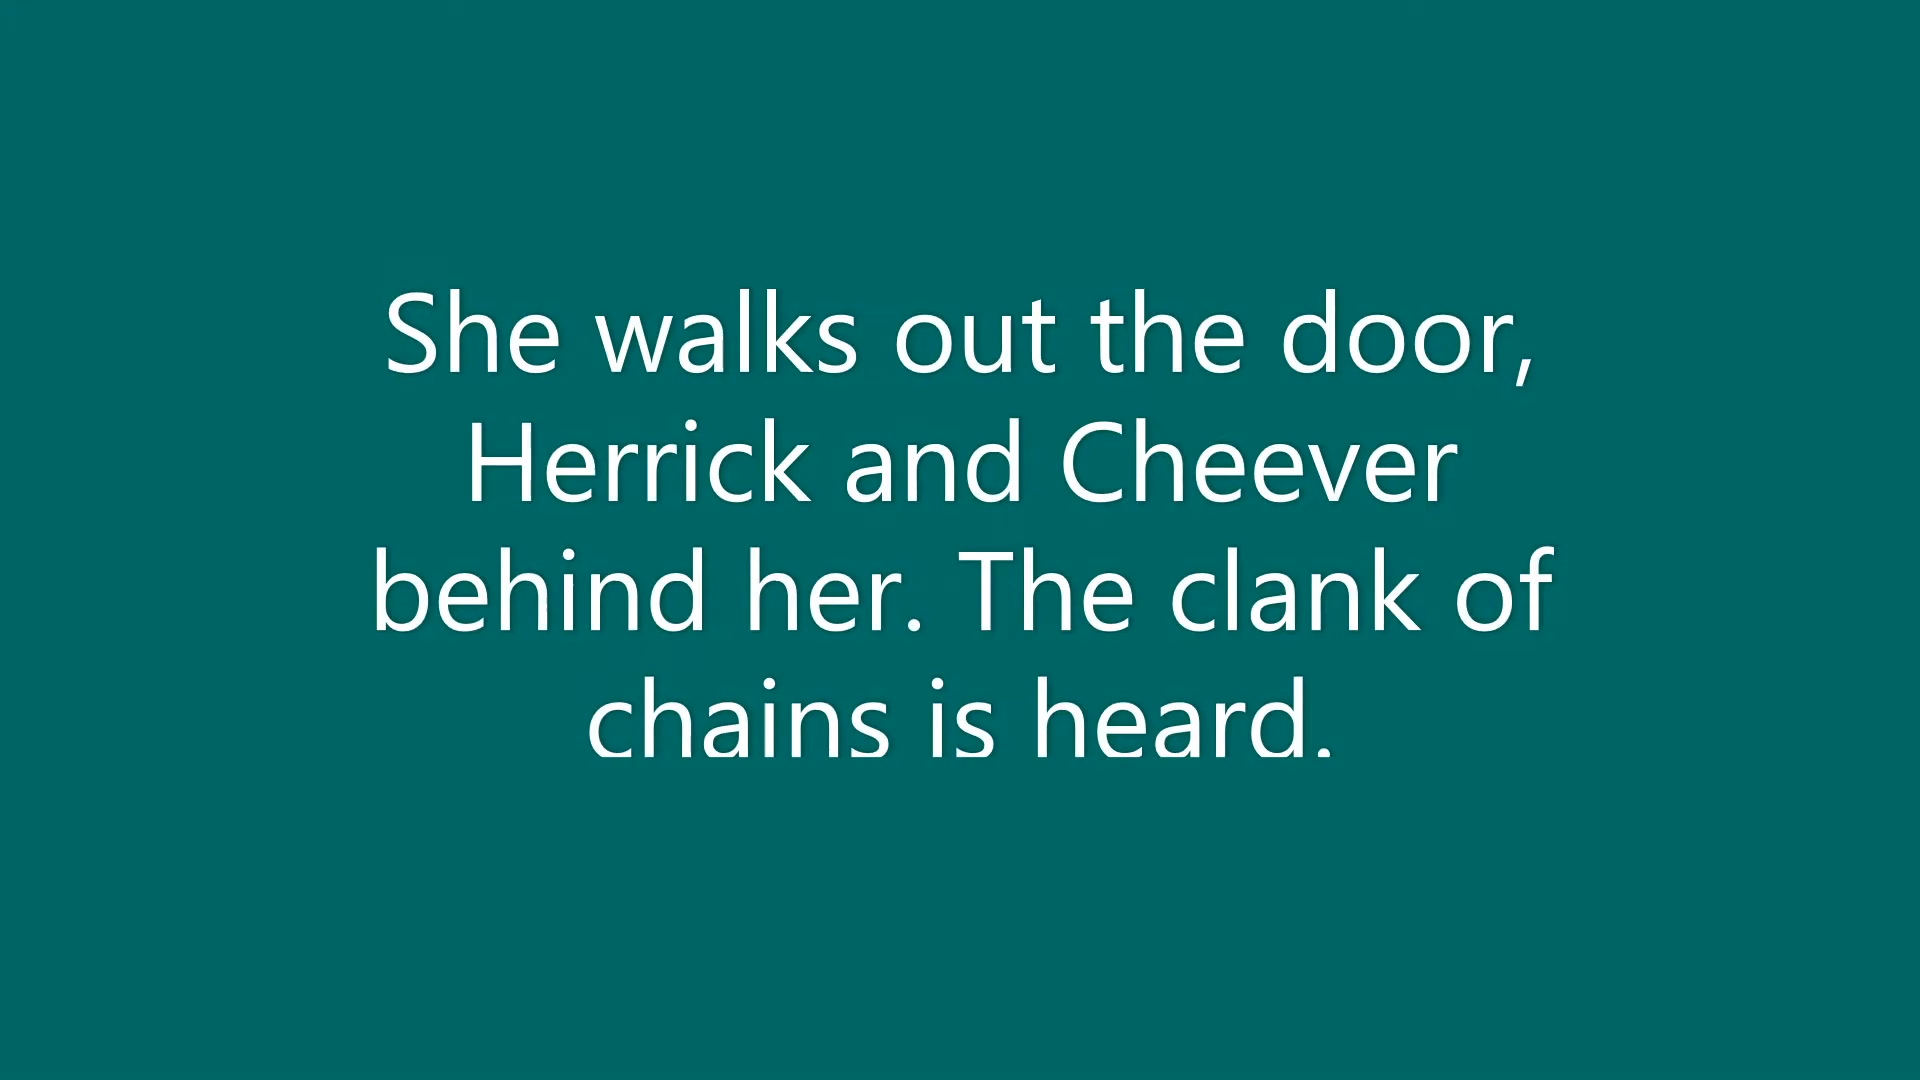 She walks out the door,
Herrick and Cheever
behind her. The clank of
chains is heard.